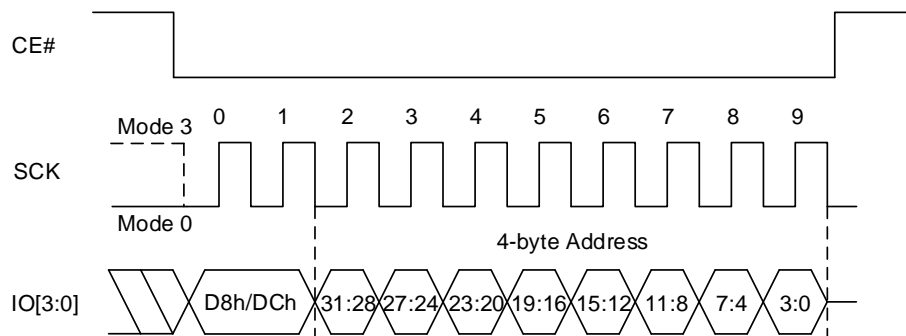 CE#
0 1 2 3 4 5 6 7 8 9
Mode 3
SCK
Mode 0
4-byte Address
IO[3:0] D8h/DCh 31:28 27:24 23:20 19:16 15:12 11:8 7:4 3:0